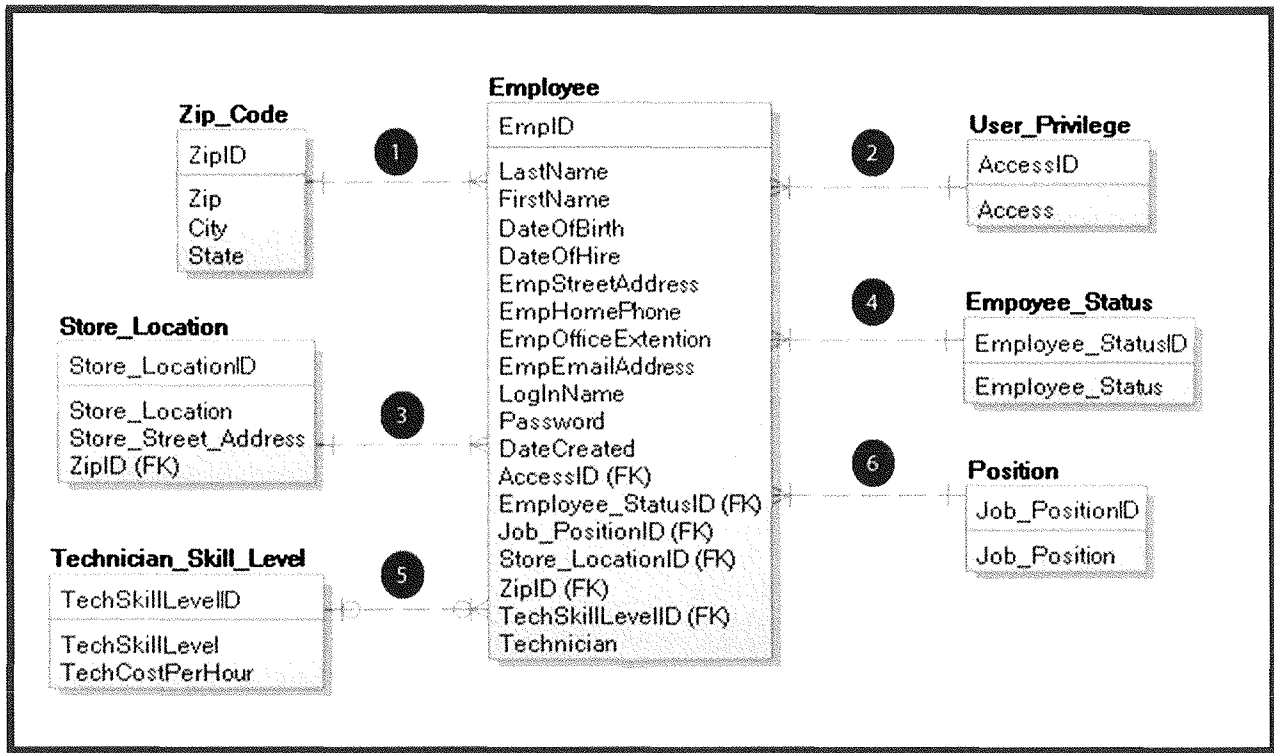 Zip_Code
ZipID
Zip
City
State
1
Employee
EmpID
LastName
FirstName
DateOfBirth
DateOfHire
EmpStreetAddress
EmpHomePhone
EmpOfficeExtention
EmpEmailAddress
LogInName
Password
DateCreated
AccessID (FK)
Employee_StatusID (FK)
Job_PositionID (FK)
Store_LocationID (FK)
ZipID (FK)
TechSkillLevelID (FK)
Technician
2
User_Privilege
AccessID
Access
Store_Location
Store_LocationID
Store_Location
Store_Street_Address
ZipID (FK)
3
4
Empoyee_Status
Employee_StatusID
Employee_Status
Technician_Skill_Level
TechSkillLevelID
TechSkillLevel
TechCostPerHour
5
6
Position
Job_PositionID
Job_Position